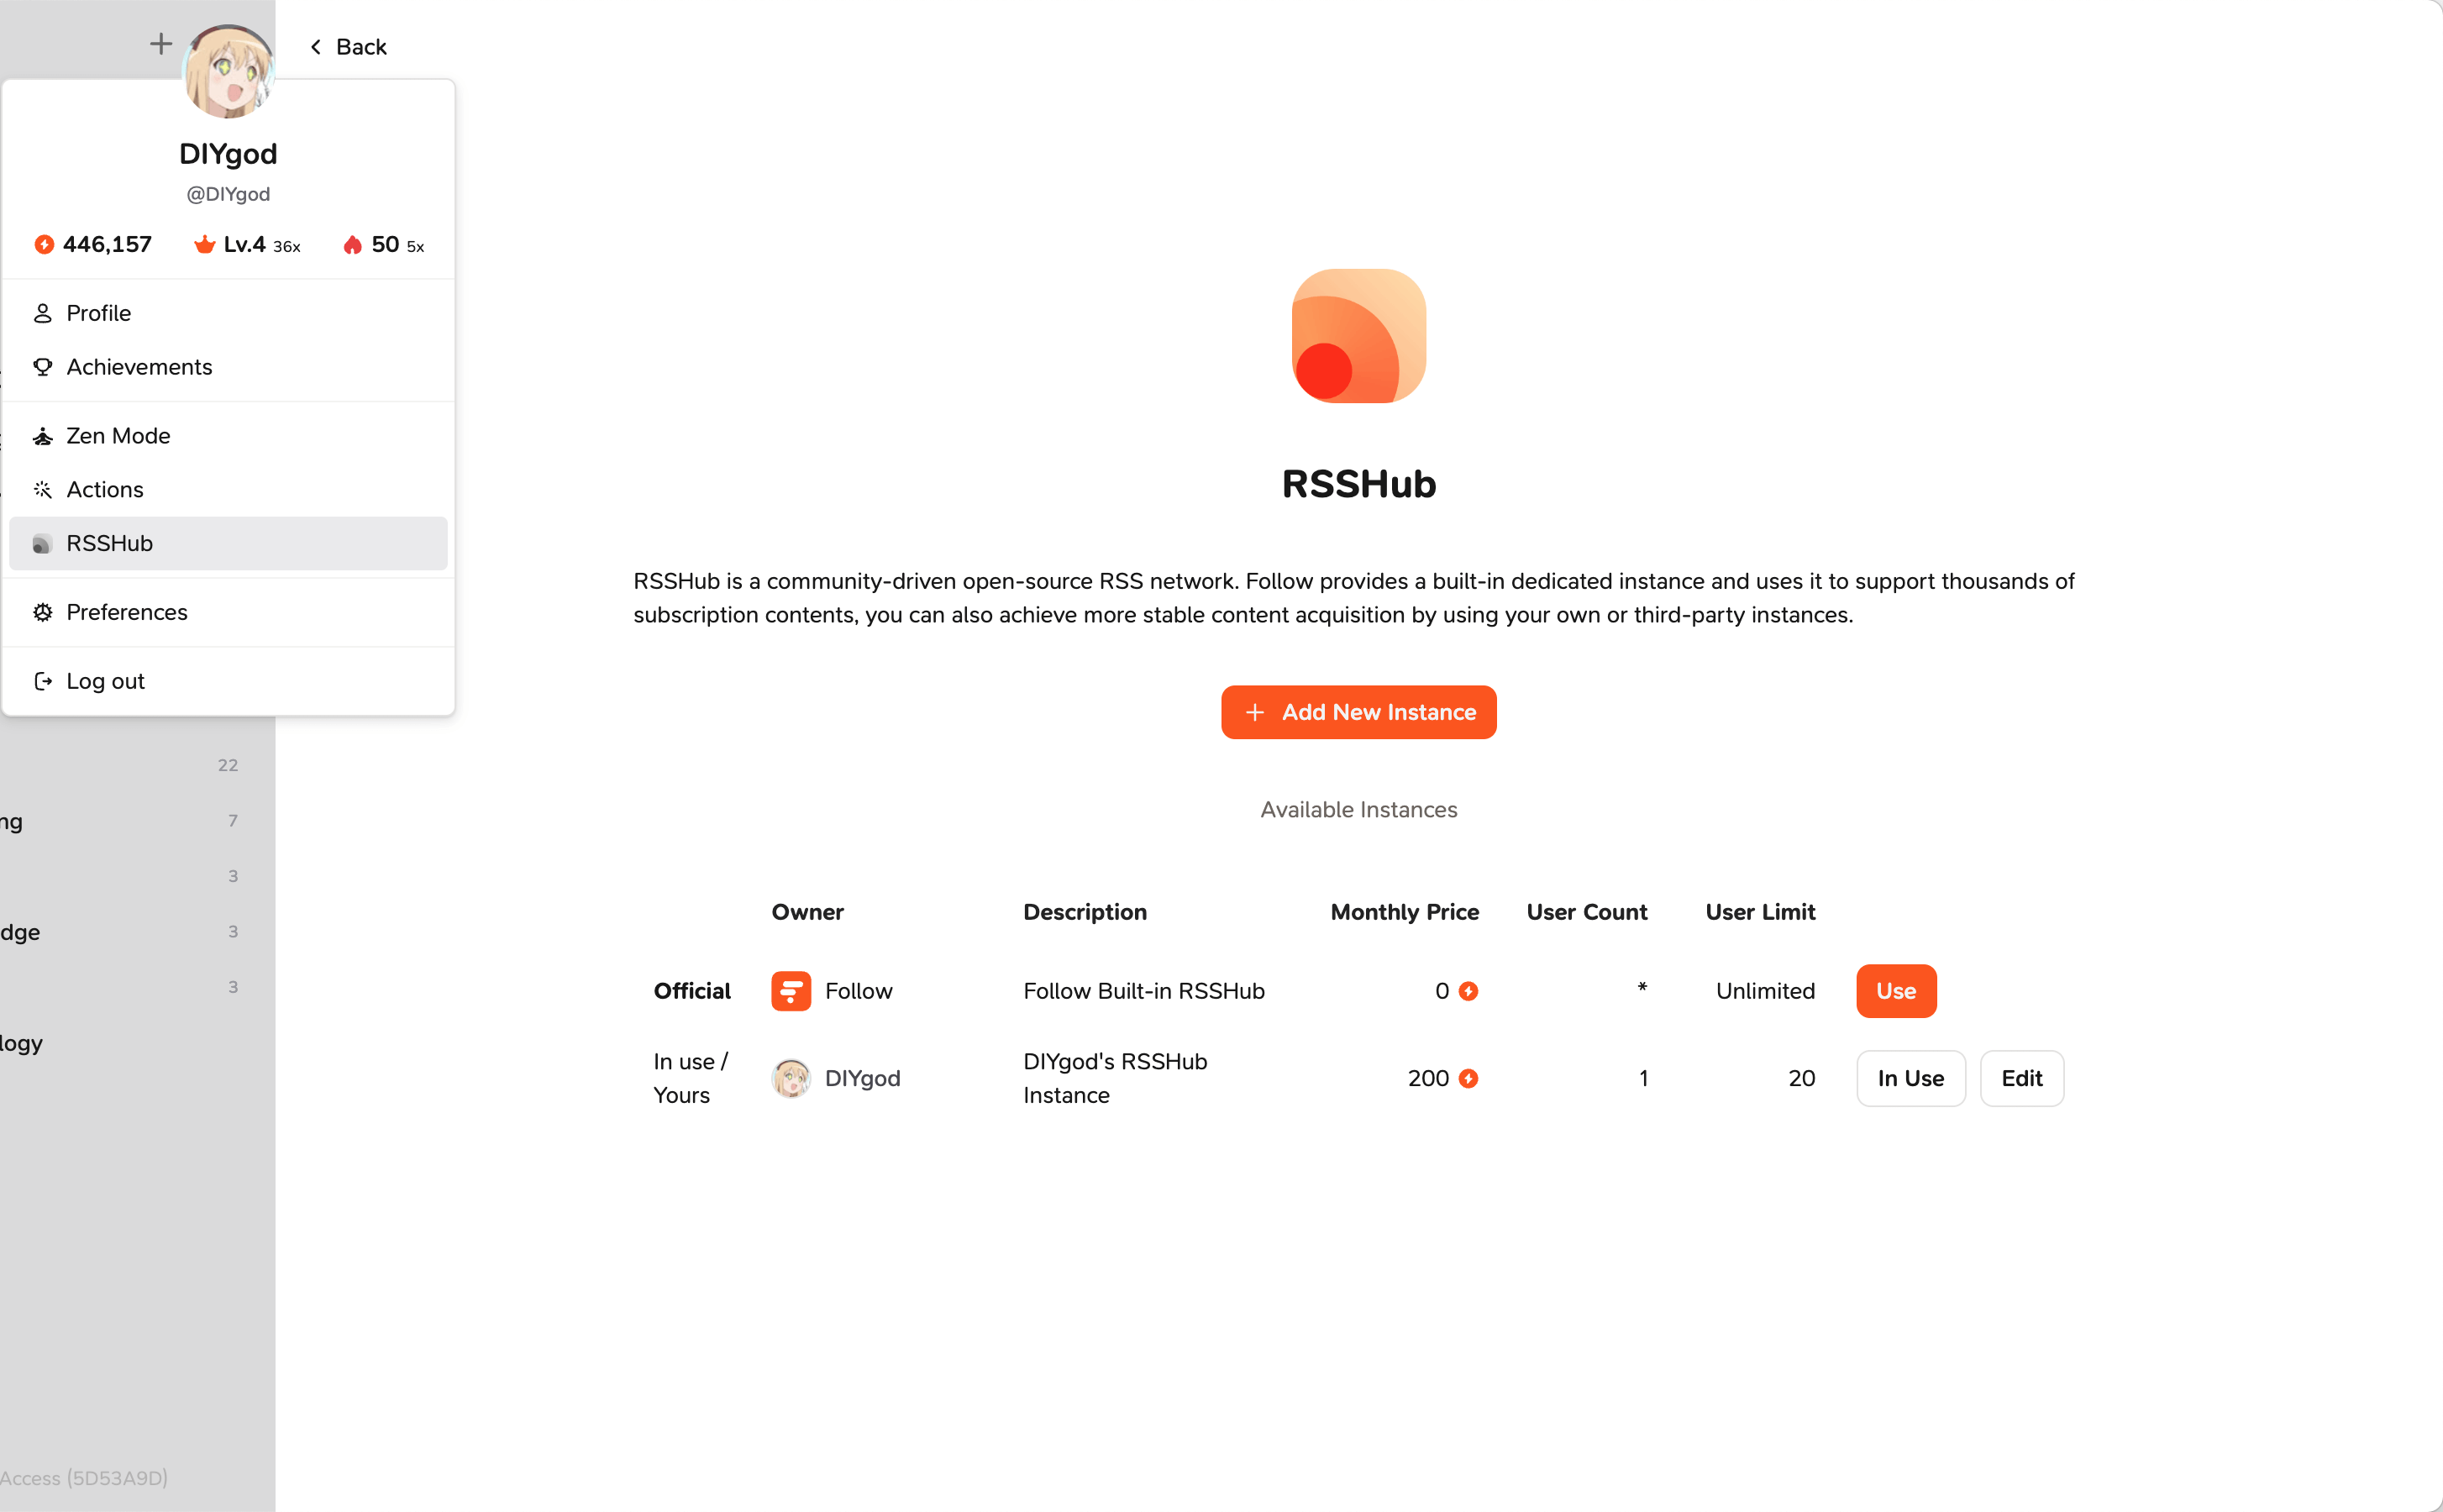 Back
DIYgod
@DIYgod
446,157 Lv.4 36x 50 5x
Profile
Achievements
Zen Mode
Actions
RSSHub
Preferences
Log out
22
ng 7
3
dge 3
3
logy
Access (5D53A9D)
RSSHub
RSSHub is a community-driven open-source RSS network. Follow provides a built-in dedicated instance and uses it to support thousands of
subscription contents, you can also achieve more stable content acquisition by using your own or third-party instances.
Add New Instance
Available Instances
Owner Description Monthly Price User Count User Limit
Official Follow Follow Built-in RSSHub 0 * Unlimited Use
In use / Yours DIYgod DIYgod's RSSHub Instance 200 1 20 In Use Edit